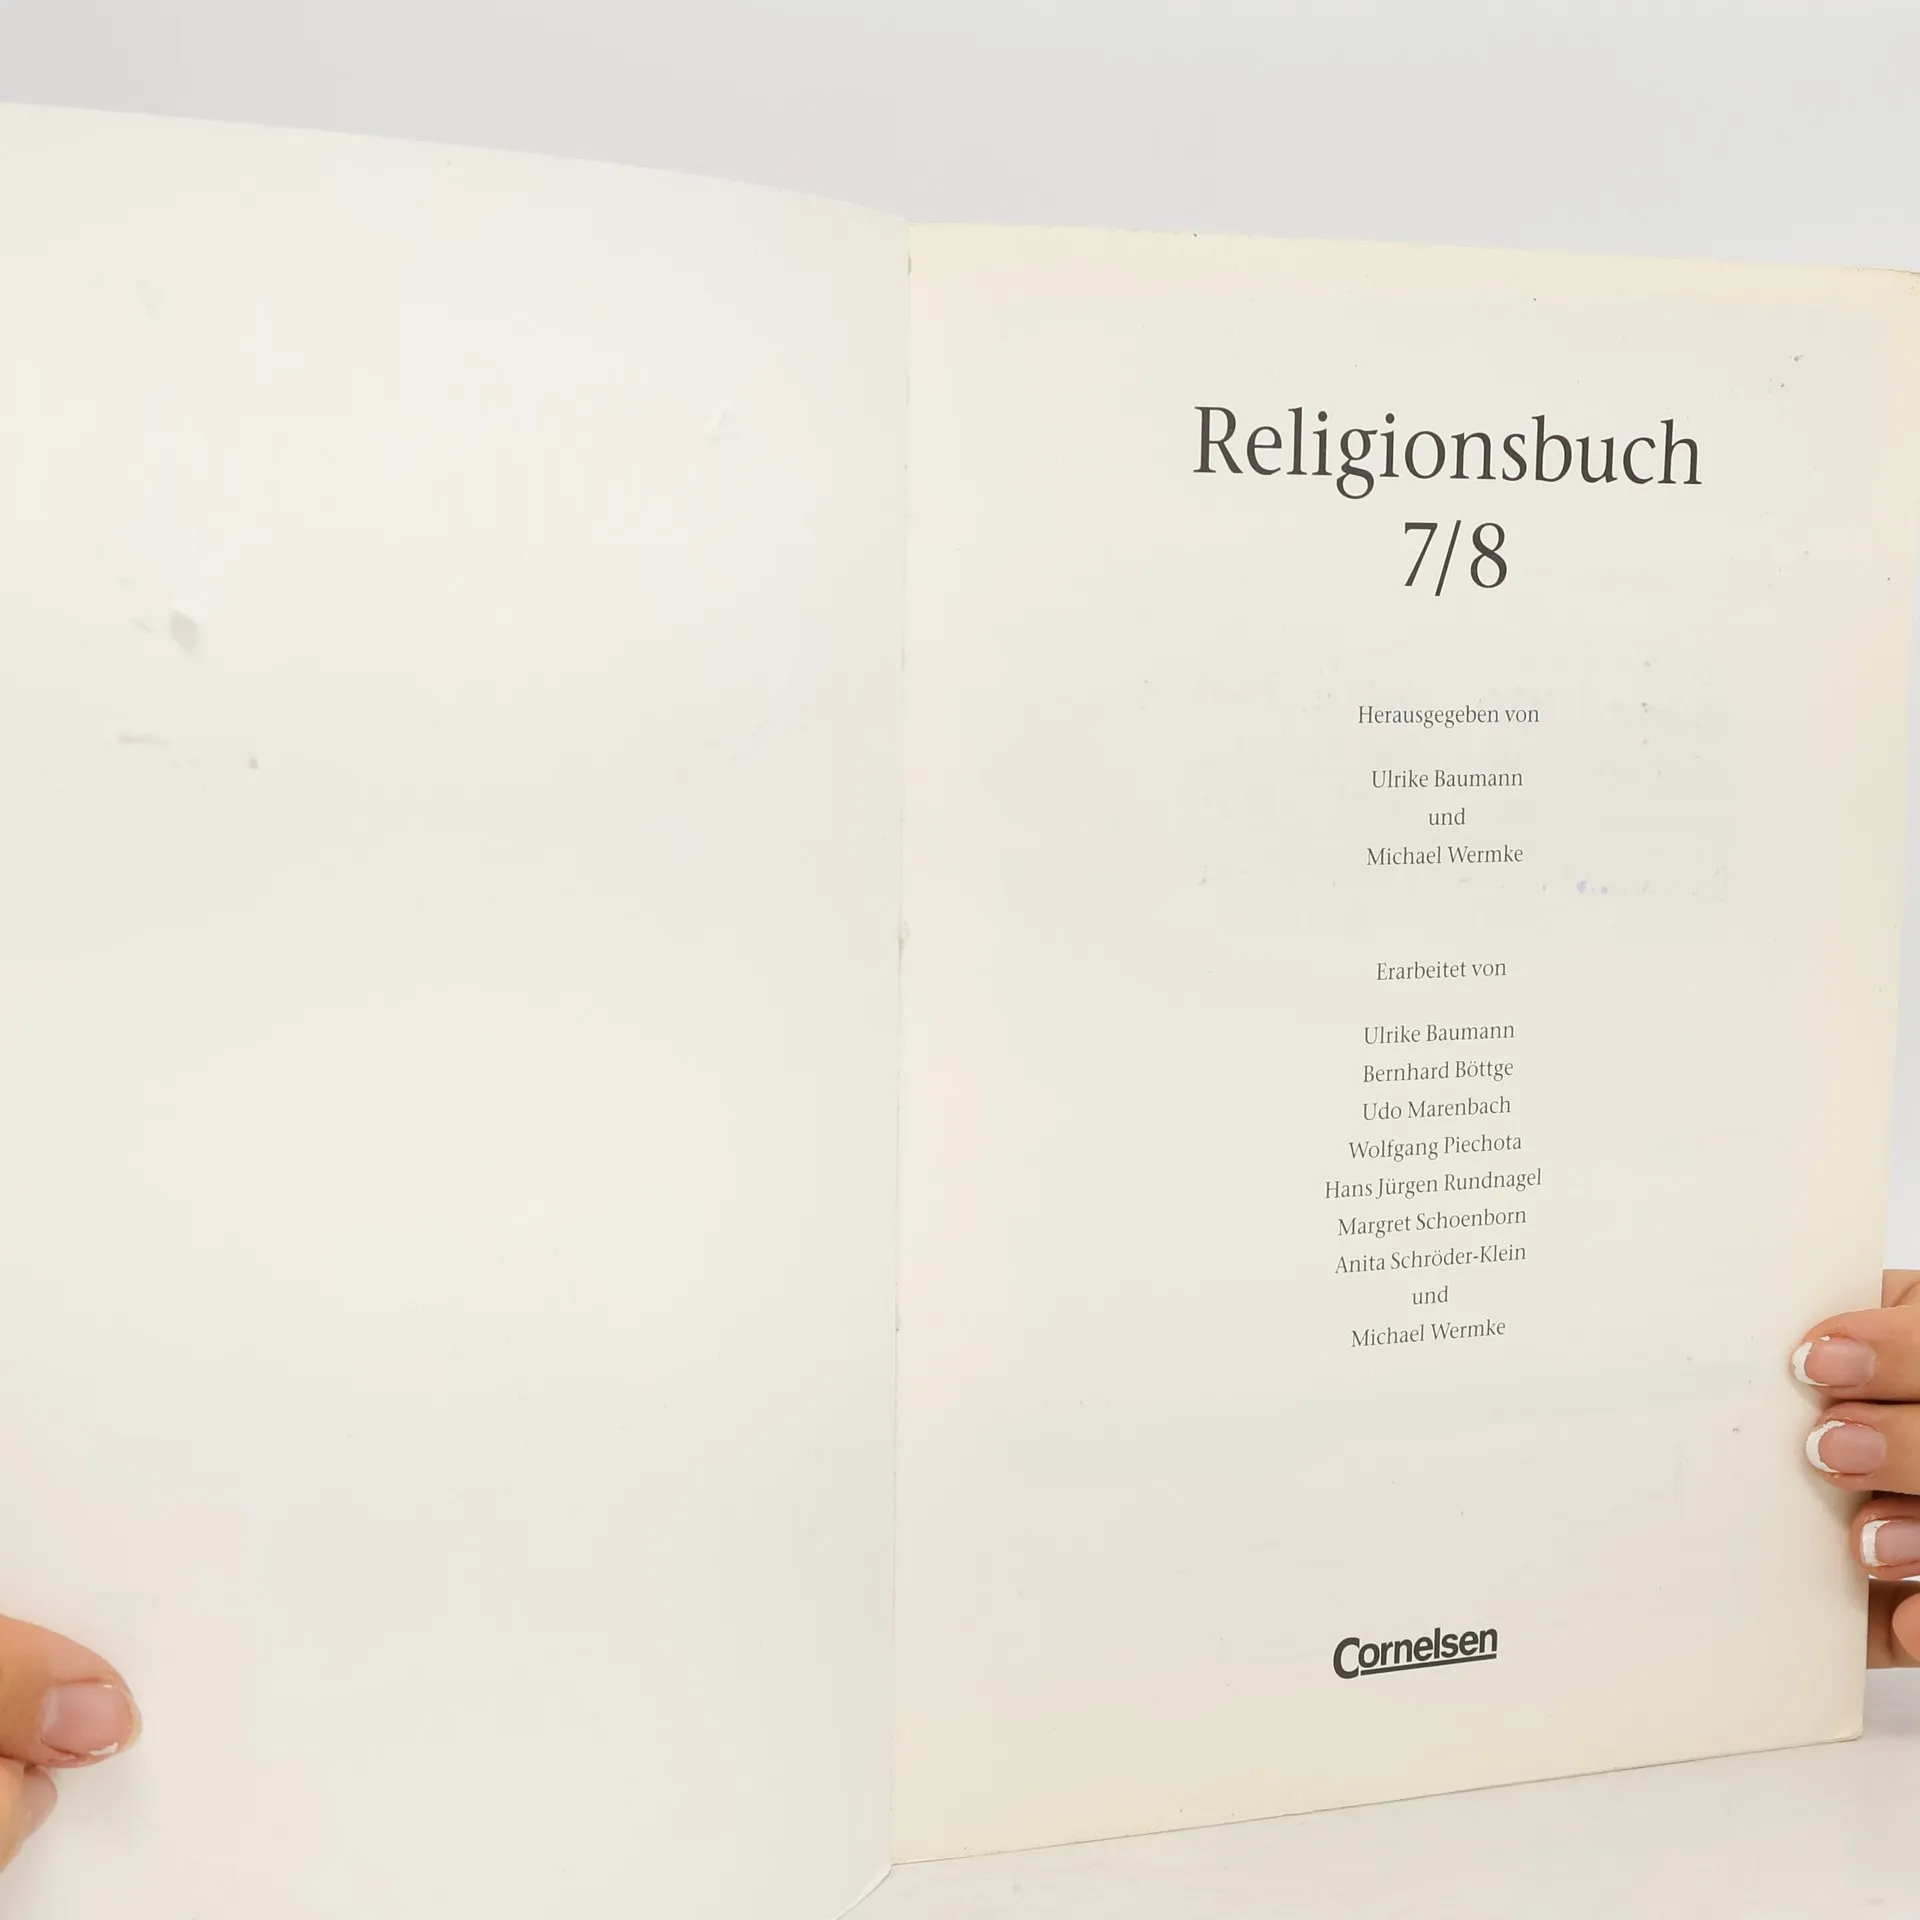 Religionsbuch
7/8
Herausgegeben von
Ulrike Baumann
und
Michael Wermke
Erarbeitet von
Ulrike Baumann
Bernhard Böttge
Udo Marenbach
Wolfgang Piechota
Hans Jürgen Rundnagel
Margret Schoenborn
Anita Schröder-Klein
und
Michael Wermke
Cornelsen